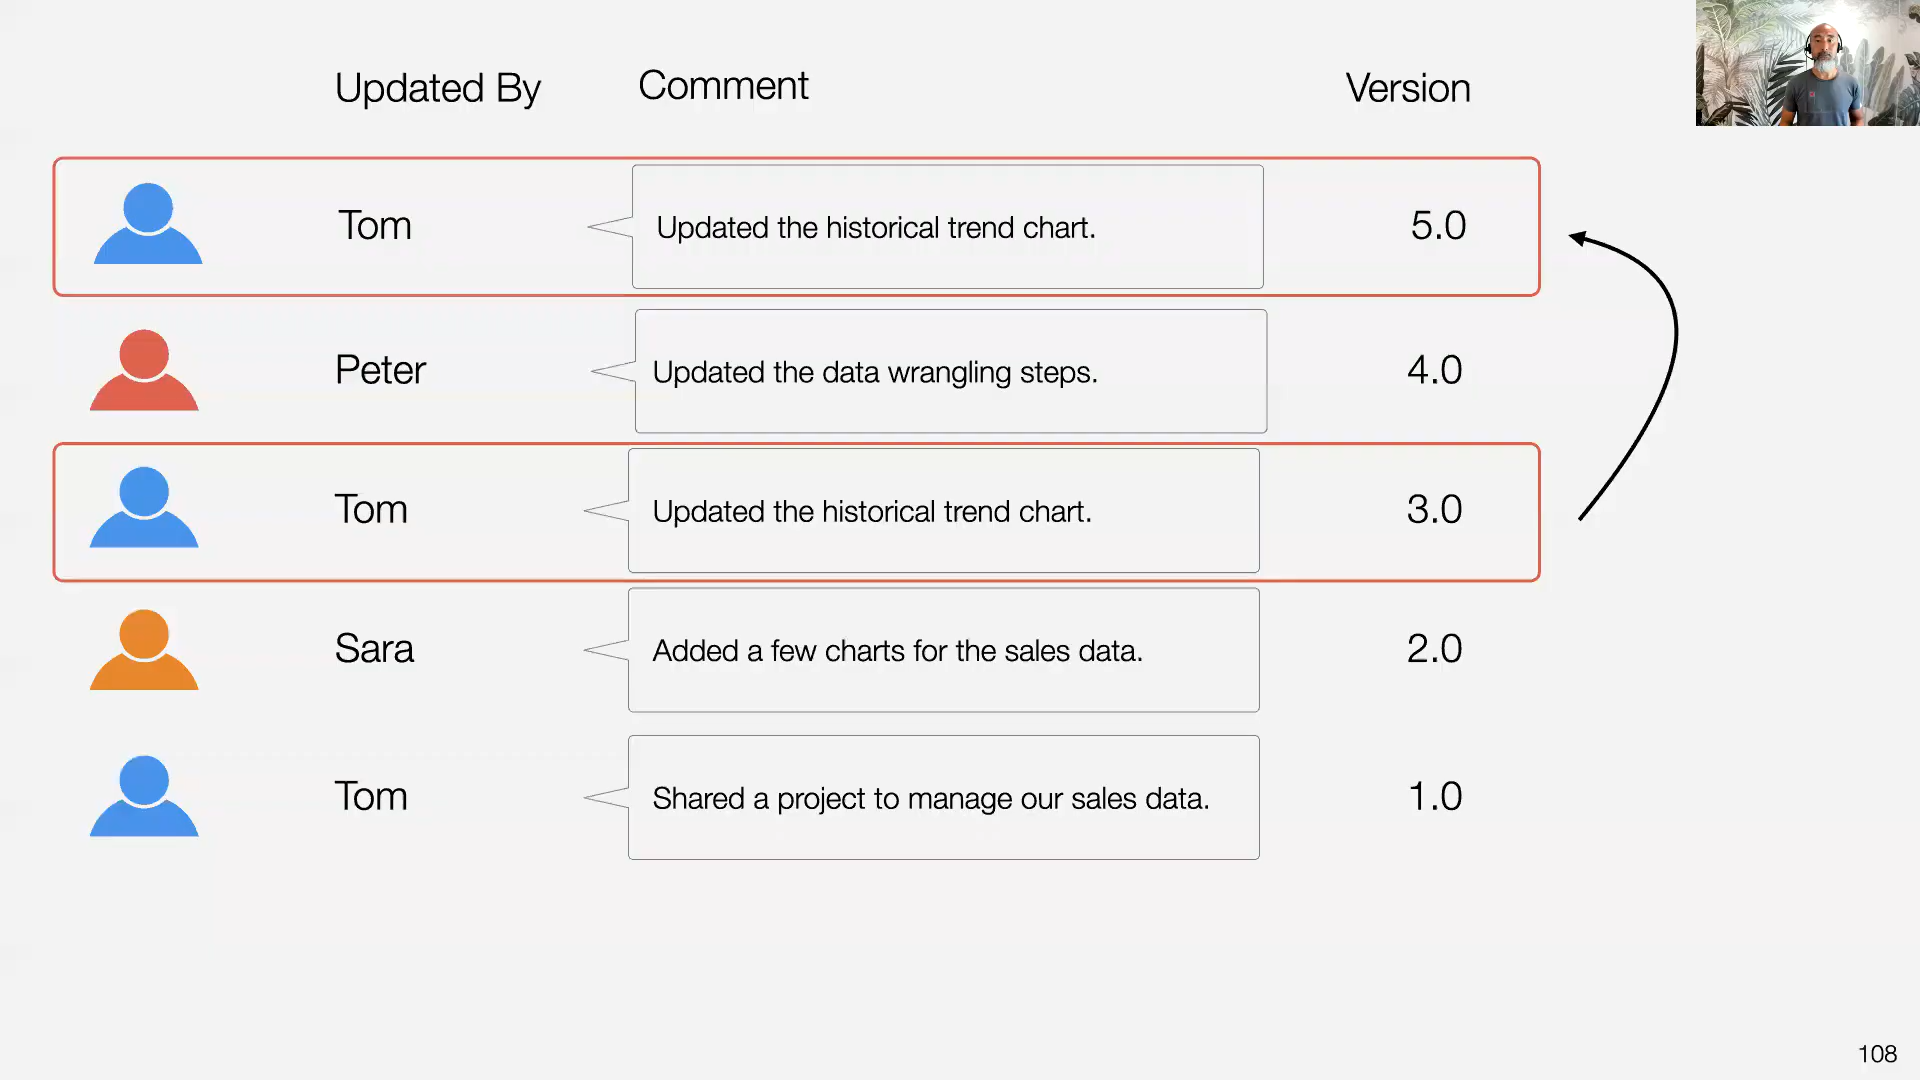 Updated By
Comment
Version
Tom
Updated the historical trend chart.
5.0
Peter
Updated the data wrangling steps.
4.0
Tom
Updated the historical trend chart.
3.0
Sara
Added a few charts for the sales data.
2.0
Tom
Shared a project to manage our sales data.
1.0
108